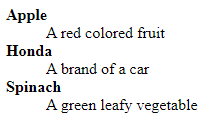 Apple
A red colored fruit
Honda
A brand of a car
Spinach
A green leafy vegetable